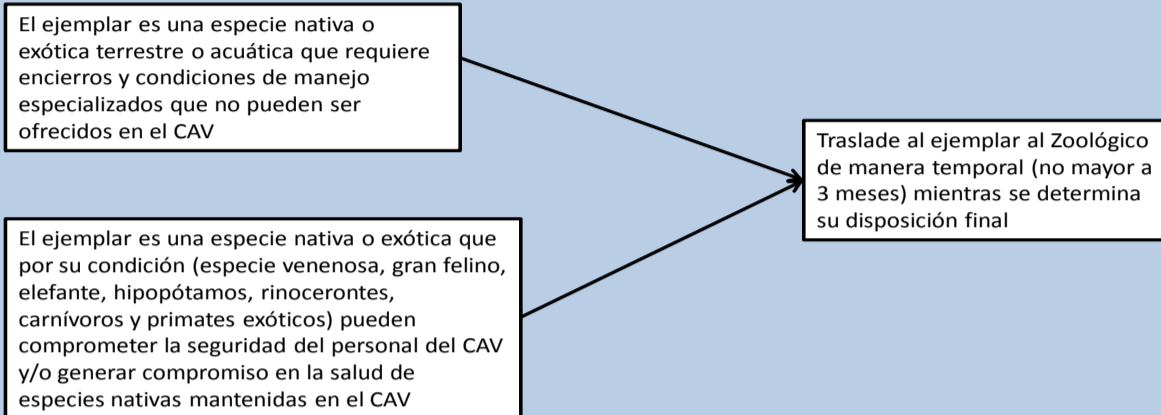 El ejemplar es una especie nativa o
exótica terrestre o acuática que requiere
encierros y condiciones de manejo
especializados que no pueden ser
ofrecidos en el CAV
El ejemplar es una especie nativa o exótica que
por su condición (especie venenosa, gran felino,
elefante, hipopótamos, rinocerontes,
carnívoros y primates exóticos) pueden
comprometer la seguridad del personal del CAV
y/o generar compromiso en la salud de
especies nativas mantenidas en el CAV
Traslade al ejemplar al Zoológico
de manera temporal (no mayor a
3 meses) mientras se determina
su disposición final